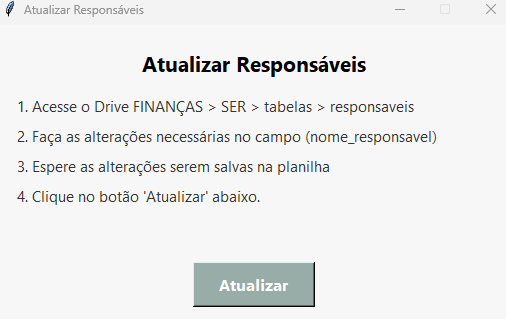 Atualizar Responsáveis
Atualizar Responsáveis
1. Acesse o Drive FINANÇAS > SER > tabelas > responsaveis
2. Faça as alterações necessárias no campo (nome_responsavel)
3. Espere as alterações serem salvas na planilha
4. Clique no botão 'Atualizar' abaixo.
Atualizar